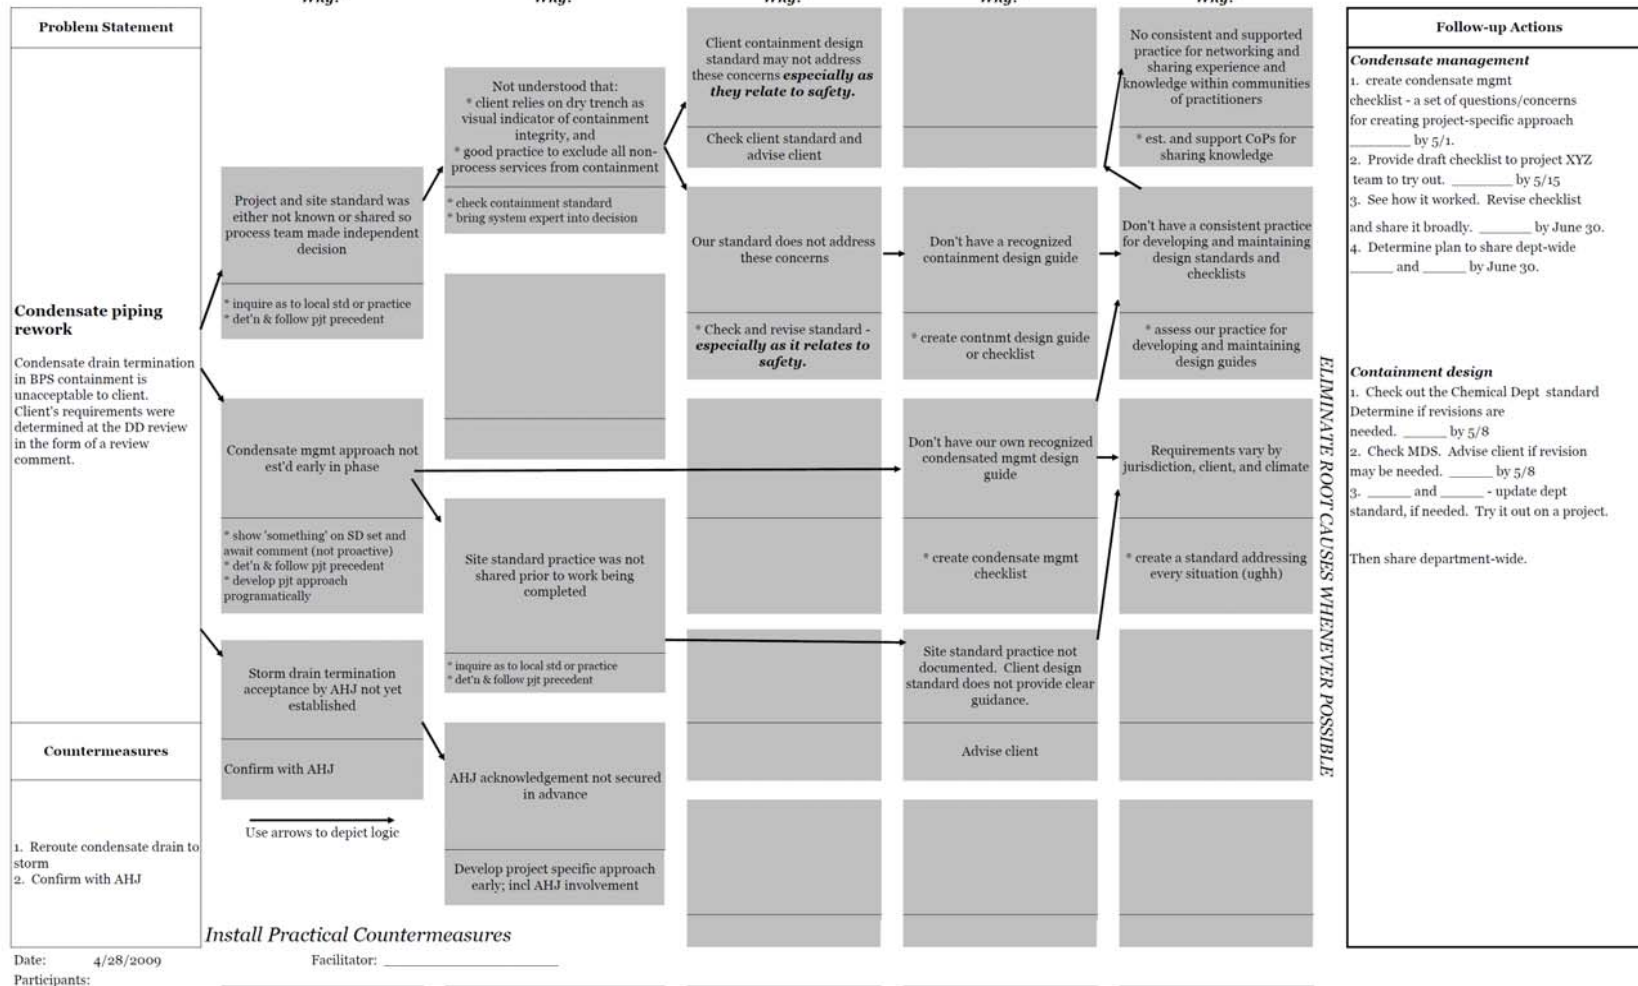 Why?
Why?
Why?
Why?
Why?
Problem Statement
Condensate piping
rework
Condensate drain termination
in BPS containment is
unacceptable to client.
Client's requirements were
determined at the DD review
in the form of a review
comment.
Countermeasures
1. Reroute condensate drain to
storm
2. Confirm with AHJ
Project and site standard was
either not known or shared so
process team made independent
decision
* inquire as to local std or practice
* det'n & follow pjt precedent
Condensate mgmt approach not
est'd early in phase
* show 'something' on SD set and
await comment (not proactive)
* det'n & follow pjt precedent
* develop pjt approach
programatically
Storm drain termination
acceptance by AHJ not yet
established
Confirm with AHJ
Use arrows to depict logic
Not understood that:
* client relies on dry trench as
visual indicator of containment
integrity, and
* good practice to exclude all non-
process services from containment
* check containment standard
* bring system expert into decision
Site standard practice was not
shared prior to work being
completed
* inquire as to local std or practice
* det'n & follow pjt precedent
AHJ acknowledgement not secured
in advance
Develop project specific approach
early; incl AHJ involvement
Client containment design
standard may not address
these concerns especially as
they relate to safety.
Check client standard and
advise client
Our standard does not address
these concerns
* Check and revise standard -
especially as it relates to
safety.
Don't have a recognized
containment design guide
* create contnmt design guide
or checklist
Don't have our own recognized
condensated mgmt design
guide
* create condensate mgmt
checklist
Site standard practice not
documented. Client design
standard does not provide clear
guidance.
Advise client
No consistent and supported
practice for networking and
sharing experience and
knowledge within communities
of practitioners
* est. and support CoPs for
sharing knowledge
Don't have a consistent practice
for developing and maintaining
design standards and
checklists
* assess our practice for
developing and maintaining
design guides
Requirements vary by
jurisdiction, client, and climate
* create a standard addressing
every situation (ughh)
ELIMINATE ROOT CAUSES WHENEVER POSSIBLE
Follow-up Actions
Condensate management
1. create condensate mgmt
checklist - a set of questions/concerns
for creating project-specific approach
________ by 5/1.
2. Provide draft checklist to project XYZ
team to try out. ________ by 5/15
3. See how it worked. Revise checklist
and share it broadly. _______ by June 30.
4. Determine plan to share dept-wide
______ and ______ by June 30.
Containment design
1. Check out the Chemical Dept standard
Determine if revisions are
needed. ______ by 5/8
2. Check MDS. Advise client if revision
may be needed. ______ by 5/8
3. ______ and ______ - update dept
standard, if needed. Try it out on a project.
Then share department-wide.
Install Practical Countermeasures
Date: 4/28/2009
Facilitator: ______________________
Participants: